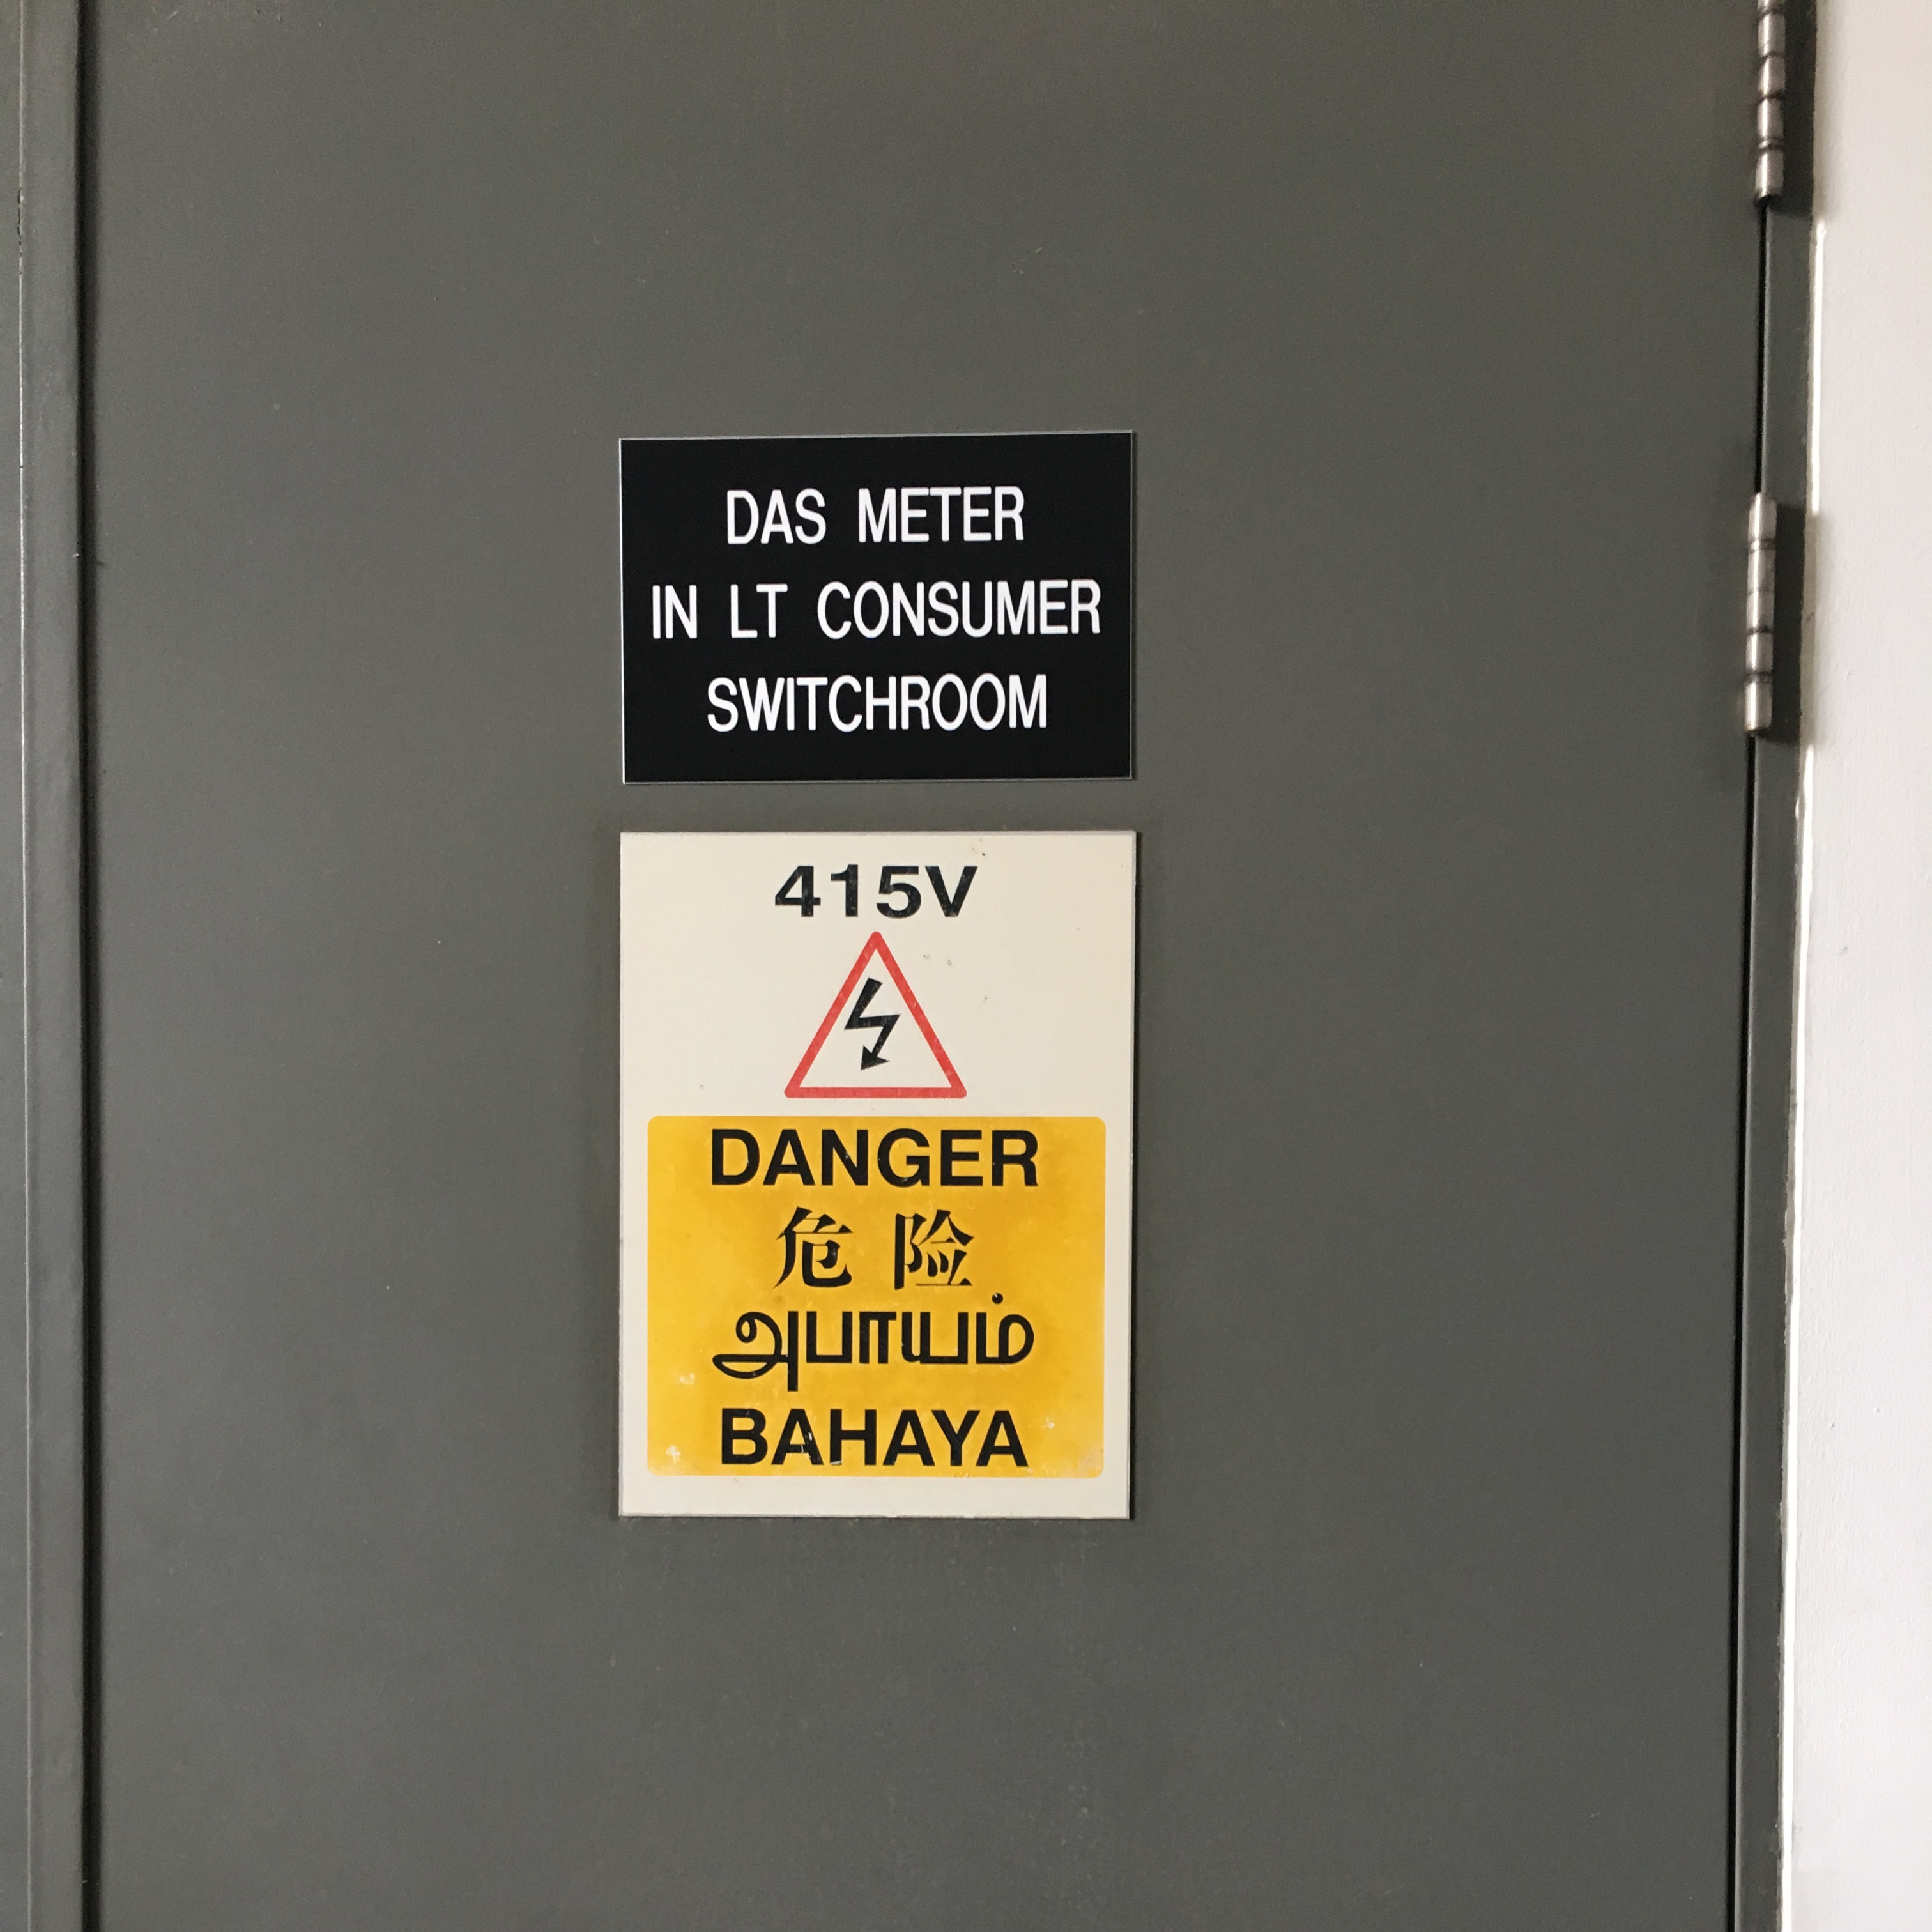 DAS METER
IN LT CONSUMER
SWITCHROOM
415V
DANGER
危险
அபாயம்
BAHAYA